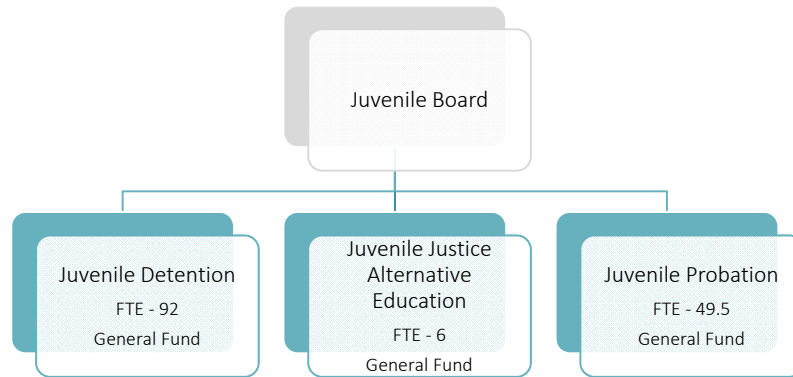 Juvenile Board
Juvenile Detention
FTE - 92
General Fund
Juvenile Justice
Alternative
Education
FTE - 6
General Fund
Juvenile Probation
FTE - 49.5
General Fund